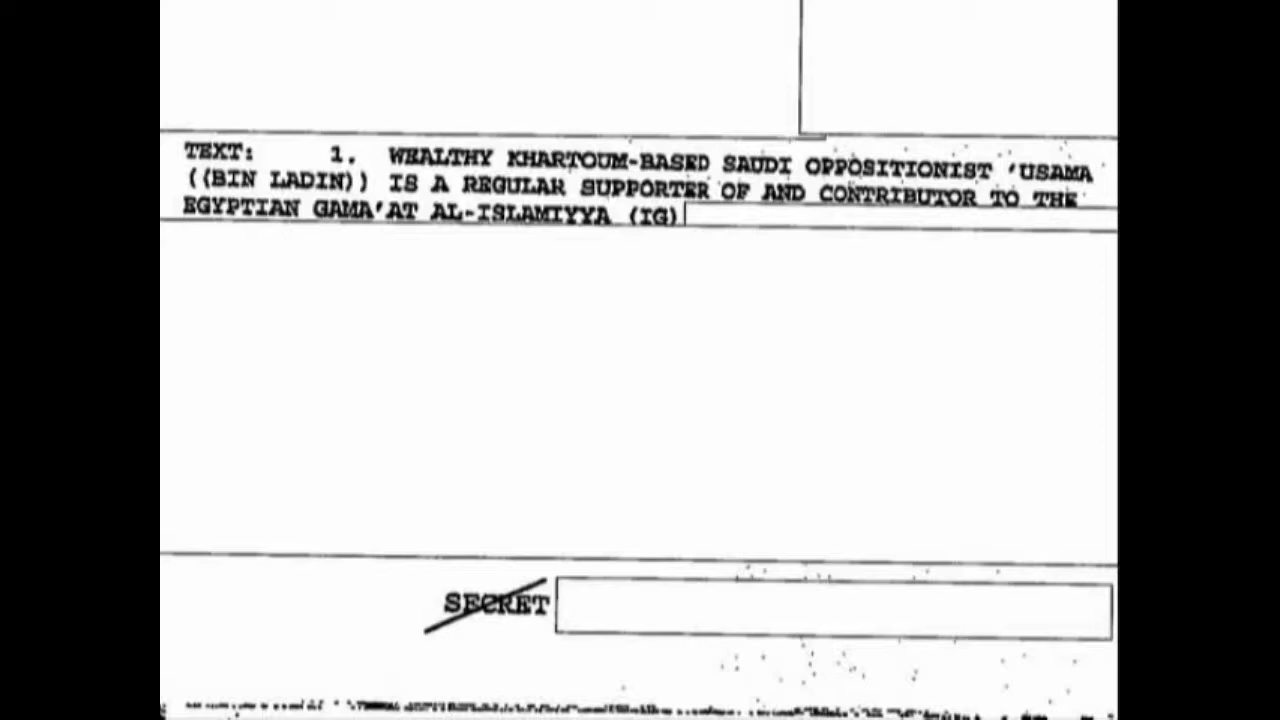 TEXT: 1. WEALTHY KHARTOUM-BASED SAUDI OPPOSITIONIST 'USAMA
((BIN LADIN)) IS A REGULAR SUPPORTER OF AND CONTRIBUTOR TO THE
EGYPTIAN GAMA'AT AL-ISLAMIYYA (IG)
SECRET